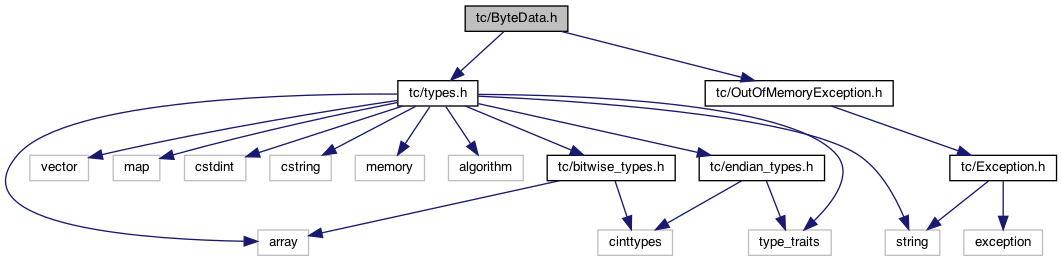 tc/ByteData.h
tc/types.h
tc/OutOfMemoryException.h
vector
map
cstdint
cstring
memory
algorithm
tc/bitwise_types.h
tc/endian_types.h
tc/Exception.h
array
cinttypes
type_traits
string
exception